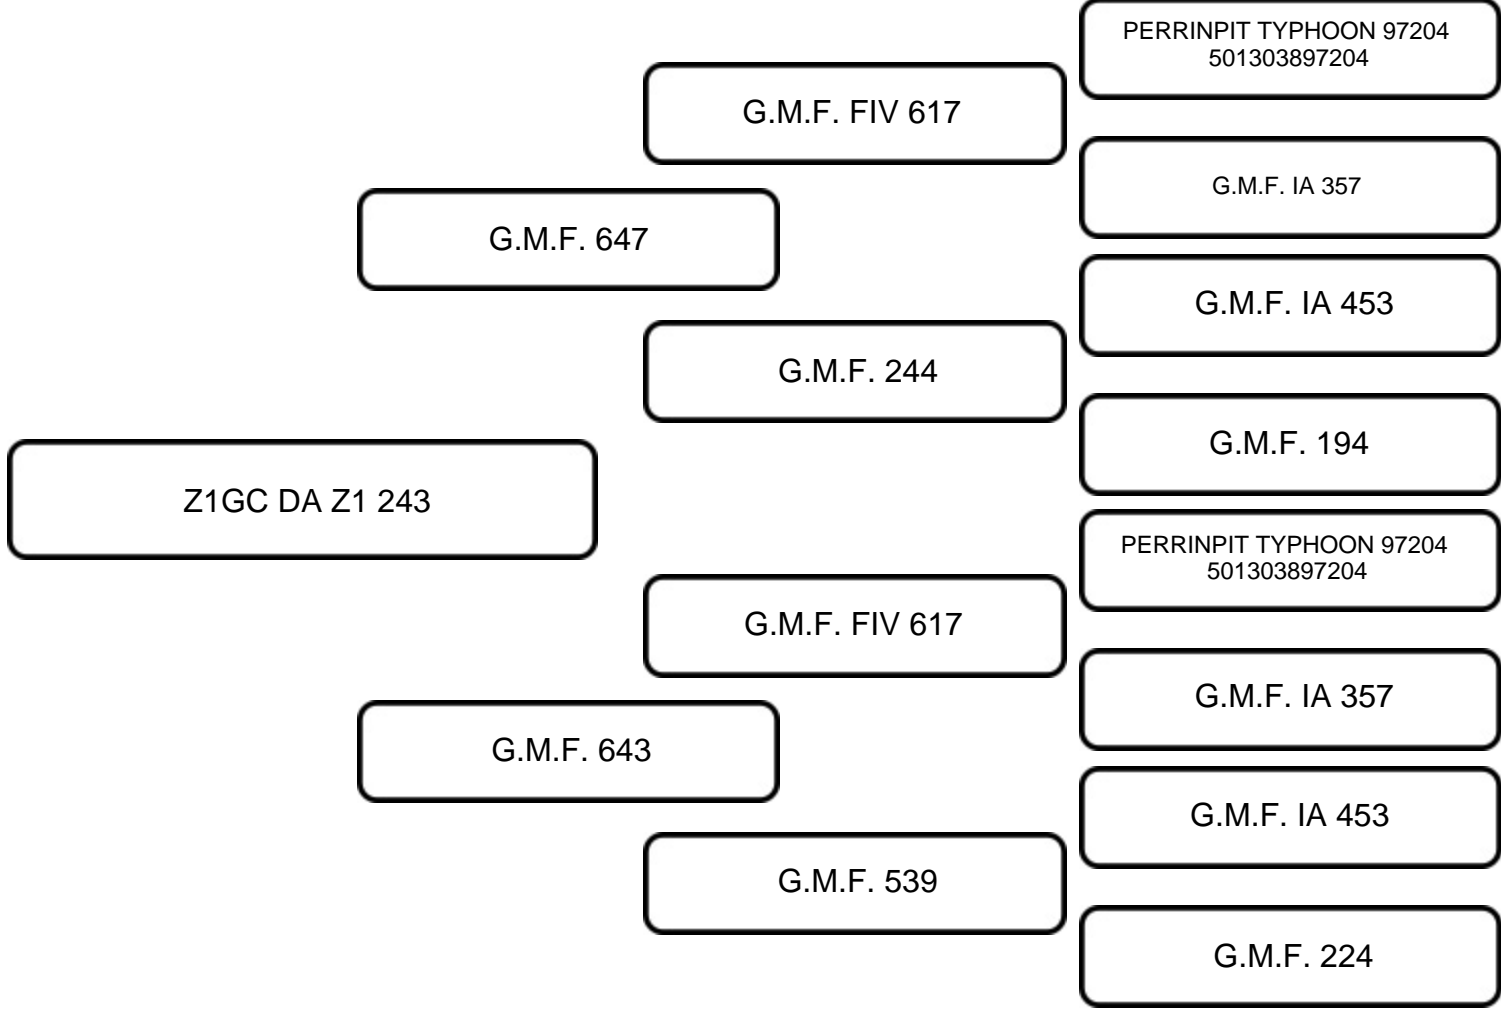 PERRINPIT TYPHOON 97204
501303897204
G.M.F. FIV 617
G.M.F. IA 357
G.M.F. 647
G.M.F. IA 453
G.M.F. 244
G.M.F. 194
Z1GC DA Z1 243
PERRINPIT TYPHOON 97204
501303897204
G.M.F. FIV 617
G.M.F. IA 357
G.M.F. 643
G.M.F. IA 453
G.M.F. 539
G.M.F. 224